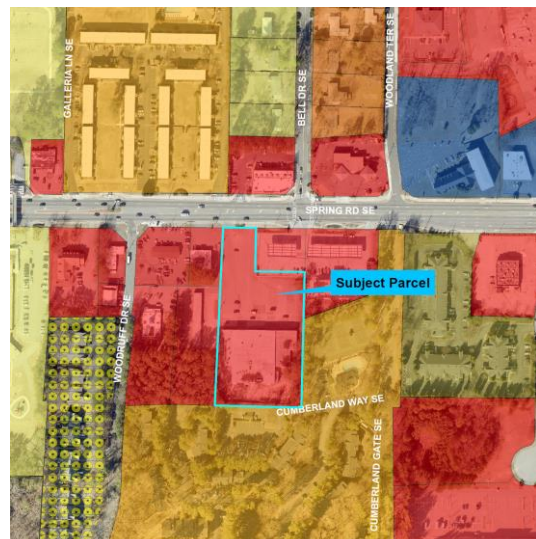 GALLERIA LN SE
BELL DR SE
WOODLAND TER SE
SPRING RD SE
Subject Parcel
WOODRUFF DR SE
CUMBERLAND WAY SE
CUMBERLAND GATE SE